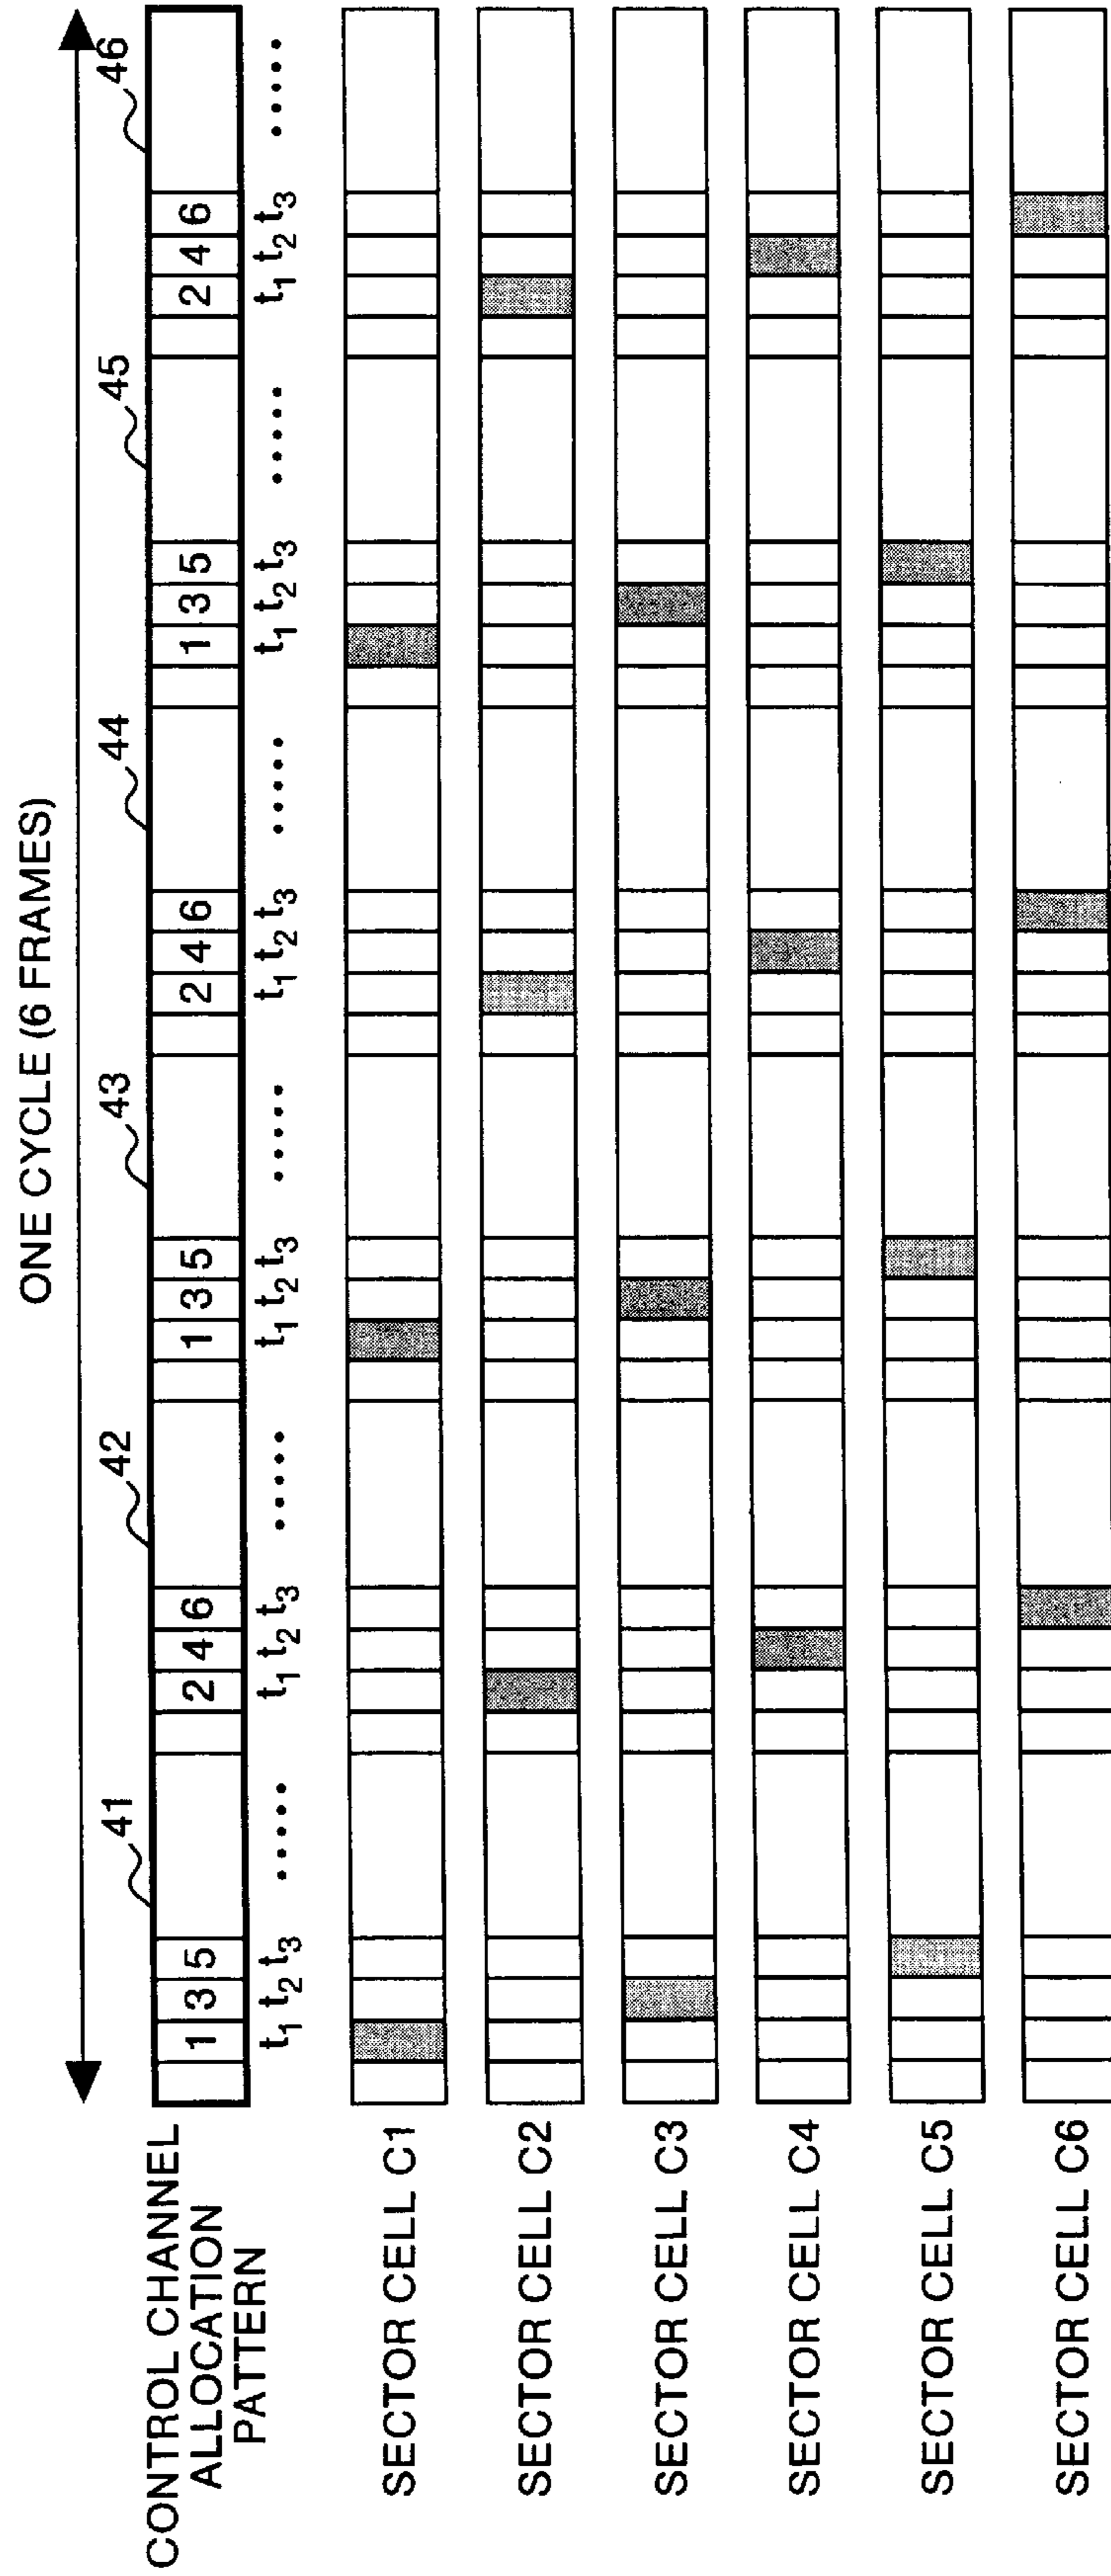 ONE CYCLE (6 FRAMES)
41 42 43 44 45 46
CONTROL CHANNEL
ALLOCATION
PATTERN
1 3 5 2 4 6 1 3 5 2 4 6 1 3 5 2 4 6
t1 t2 t3 ..... t1 t2 t3 ..... t1 t2 t3 ..... t1 t2 t3 ..... t1 t2 t3 ..... t1 t2 t3 .....
SECTOR CELL C1
SECTOR CELL C2
SECTOR CELL C3
SECTOR CELL C4
SECTOR CELL C5
SECTOR CELL C6